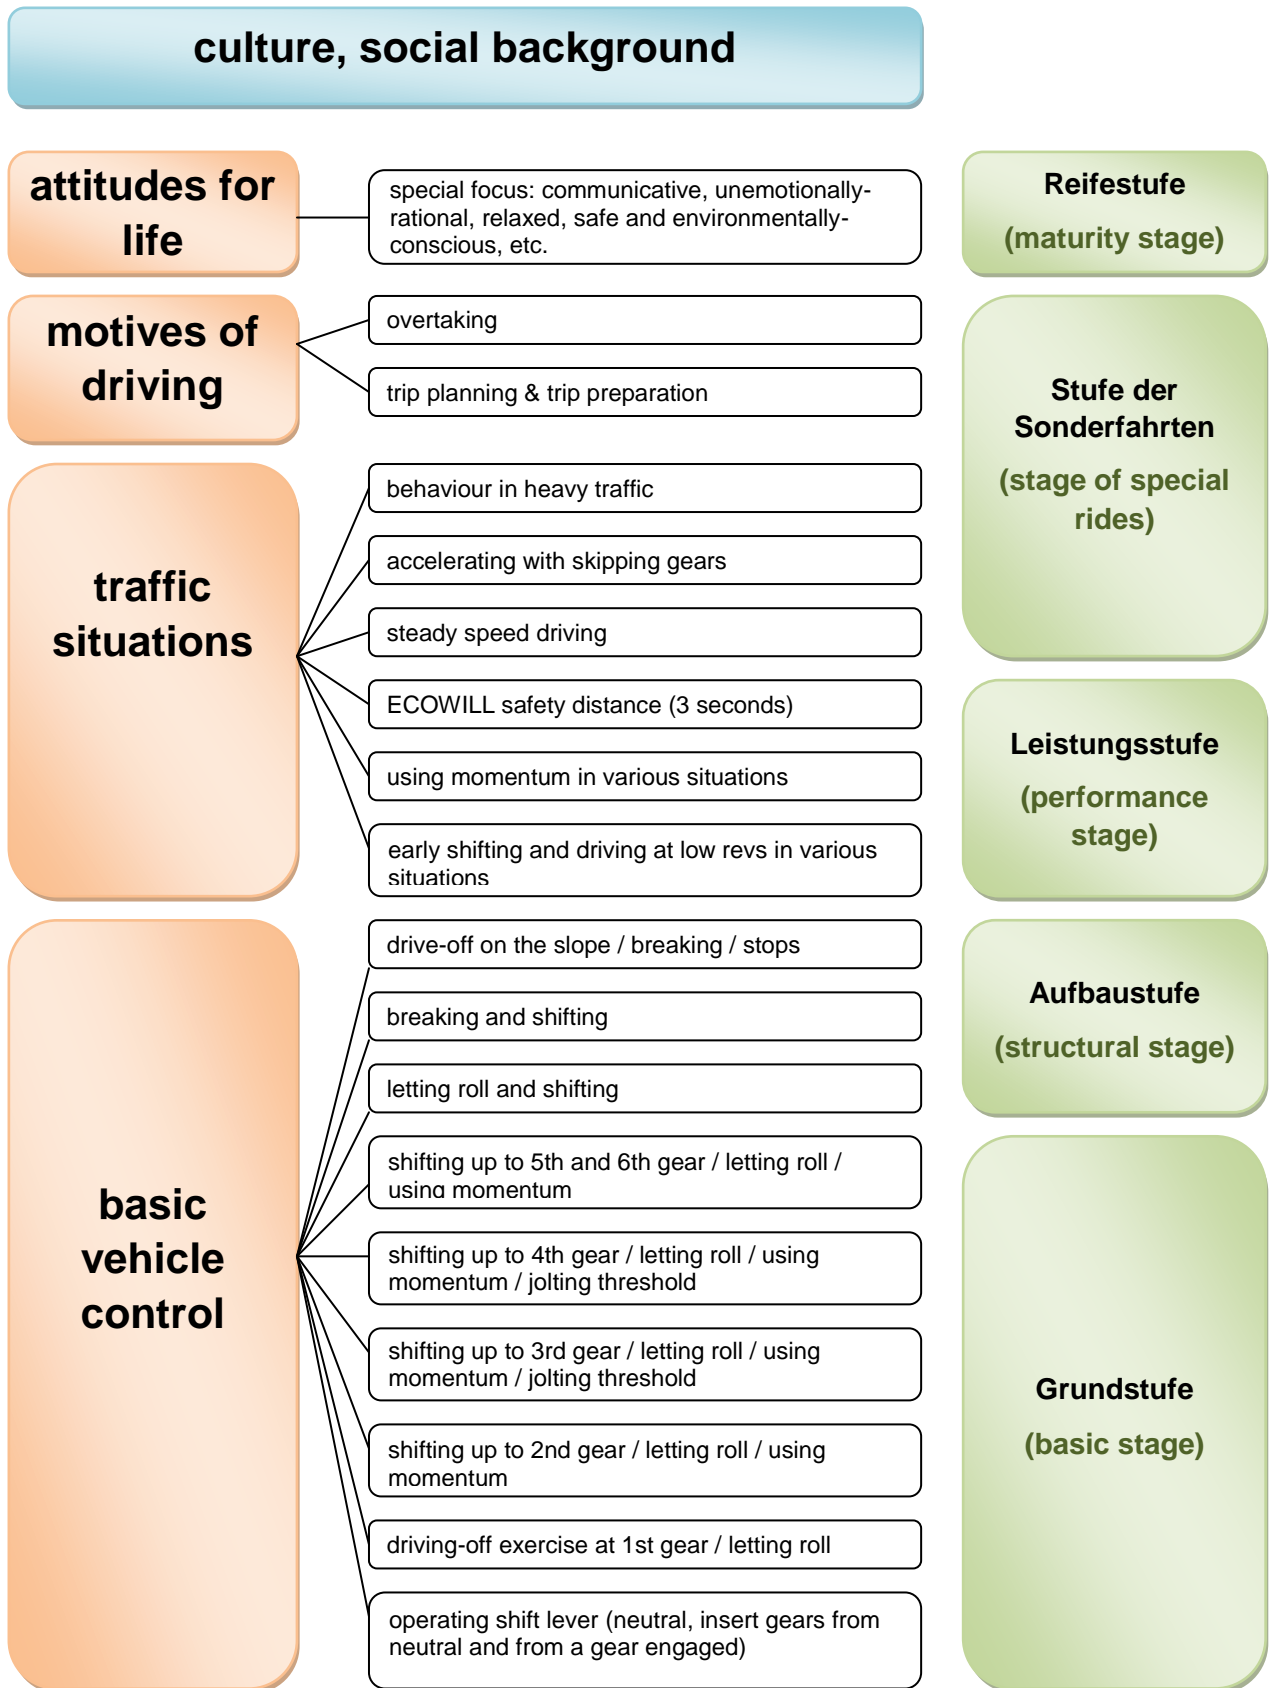 culture, social background
attitudes for
life
special focus: communicative, unemotionally-
rational, relaxed, safe and environmentally-
conscious, etc.
Reifestufe
(maturity stage)
motives of
driving
overtaking
trip planning & trip preparation
Stufe der
Sonderfahrten
(stage of special
rides)
traffic
situations
behaviour in heavy traffic
accelerating with skipping gears
steady speed driving
ECOWILL safety distance (3 seconds)
using momentum in various situations
early shifting and driving at low revs in various
situations
Leistungsstufe
(performance
stage)
basic
vehicle
control
drive-off on the slope / breaking / stops
breaking and shifting
letting roll and shifting
shifting up to 5th and 6th gear / letting roll /
using momentum
shifting up to 4th gear / letting roll / using
momentum / jolting threshold
shifting up to 3rd gear / letting roll / using
momentum / jolting threshold
shifting up to 2nd gear / letting roll / using
momentum
driving-off exercise at 1st gear / letting roll
operating shift lever (neutral, insert gears from
neutral and from a gear engaged)
Aufbaustufe
(structural stage)
Grundstufe
(basic stage)